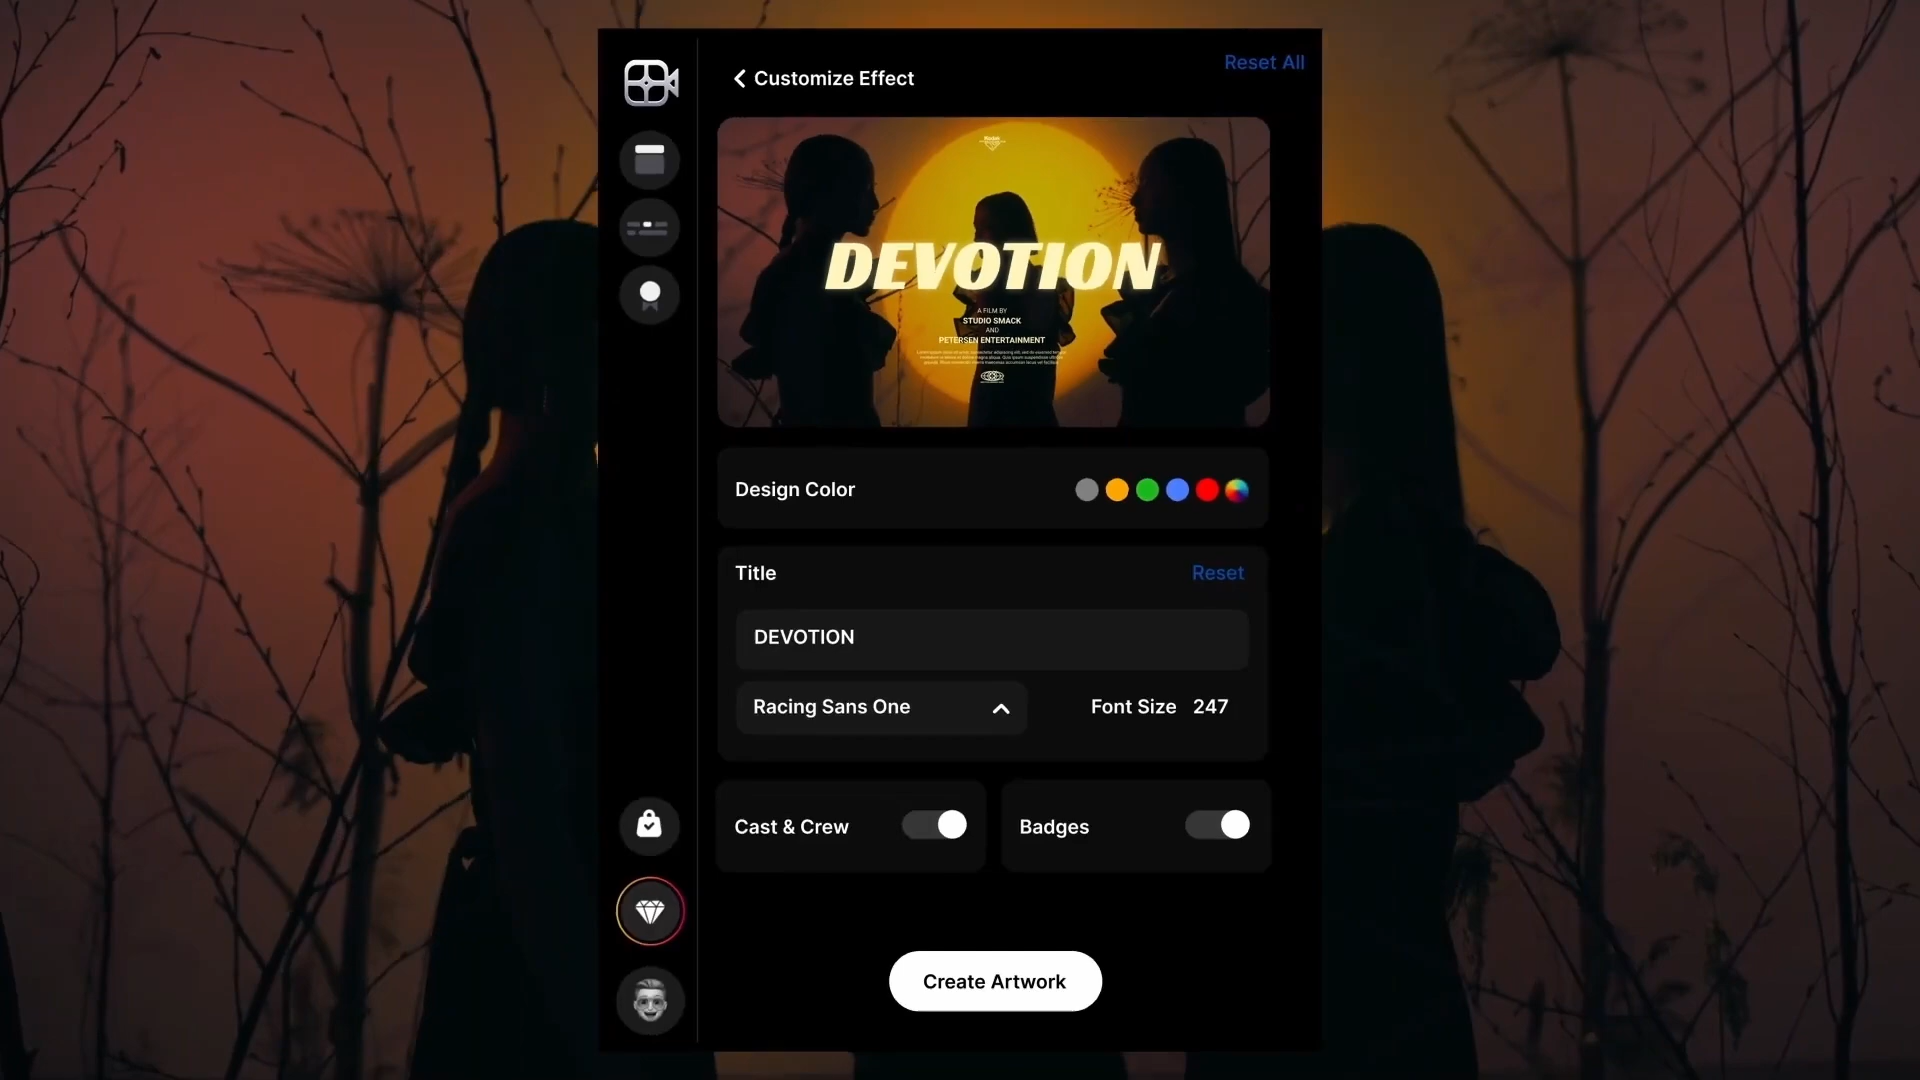 Reset All
Customize Effect
DEVOTION
A FILM BY
STUDIO SMACK
AND
PETERSEN ENTERTAINMENT
Design Color
Title
Reset
DEVOTION
Racing Sans One
Font Size 247
Cast & Crew
Badges
Create Artwork